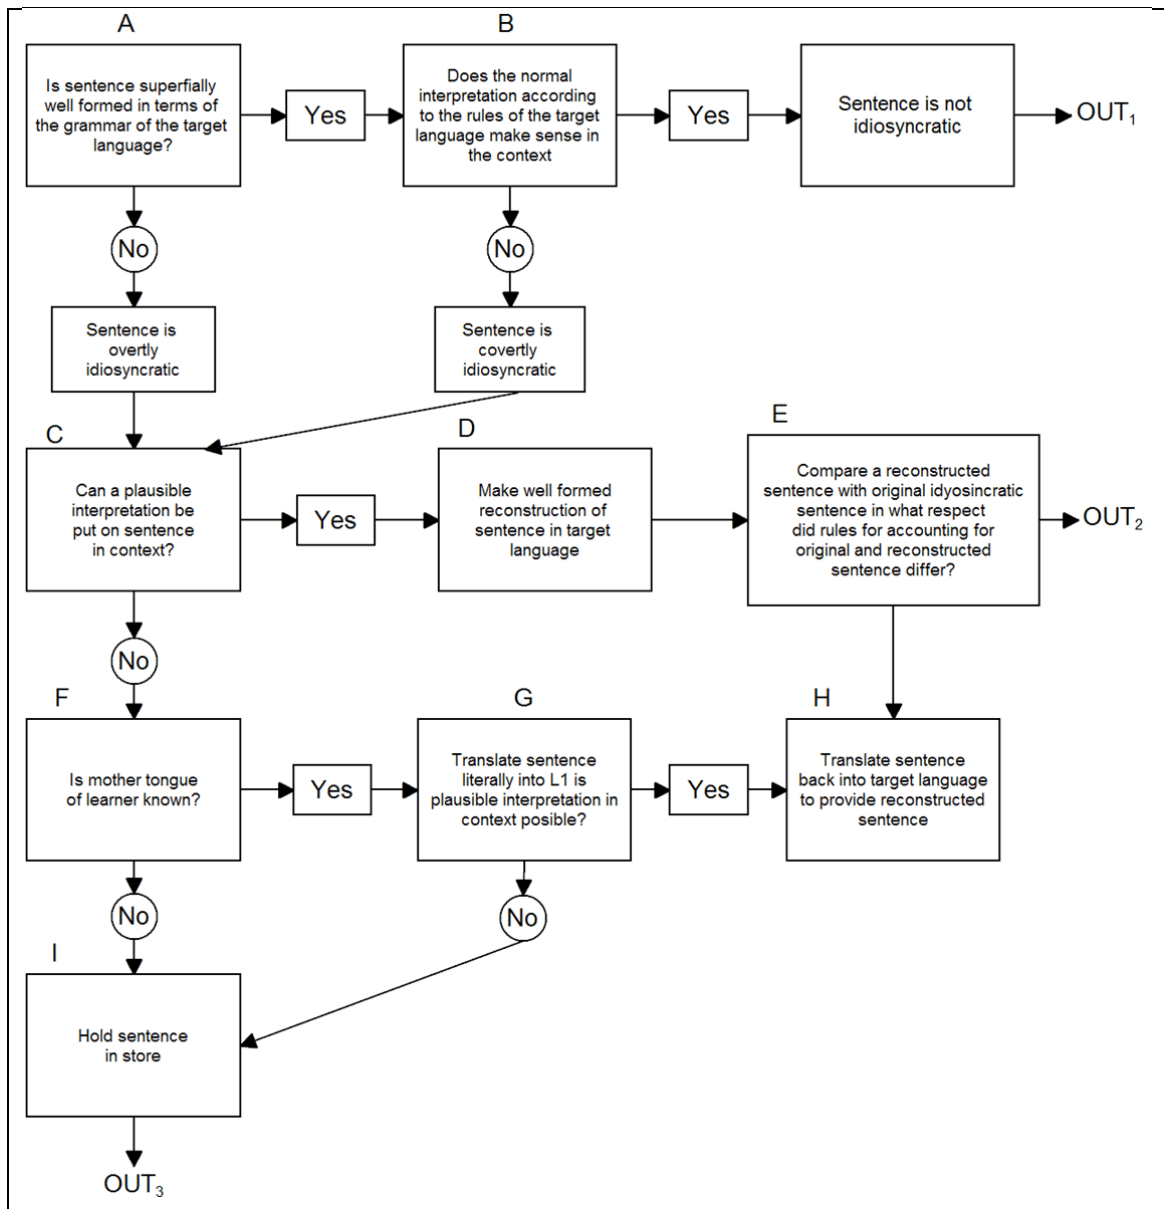 A
B
Is sentence superfially
well formed in terms of
the grammar of the target
language?
Yes
Does the normal
interpretation according
to the rules of the target
language make sense in
the context
Yes
Sentence is not
idiosyncratic
OUT1
No
No
Sentence is
overtly
idiosyncratic
Sentence is
covertly
idiosyncratic
C
D
E
Can a plausible
interpretation be
put on sentence
in context?
Yes
Make well formed
reconstruction of
sentence in target
language
Compare a reconstructed
sentence with original idyosincratic
sentence in what respect
did rules for accounting for
original and reconstructed
sentence differ?
OUT2
No
F
G
H
Is mother tongue
of learner known?
Yes
Translate sentence
literally into L1 is
plausible interpretation in
context posible?
Yes
Translate sentence
back into target language
to provide reconstructed
sentence
No
No
I
Hold sentence
in store
OUT3